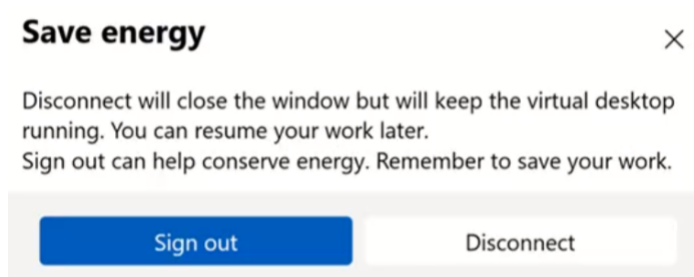 Save energy
Disconnect will close the window but will keep the virtual desktop
running. You can resume your work later.
Sign out can help conserve energy. Remember to save your work.
Sign out
Disconnect